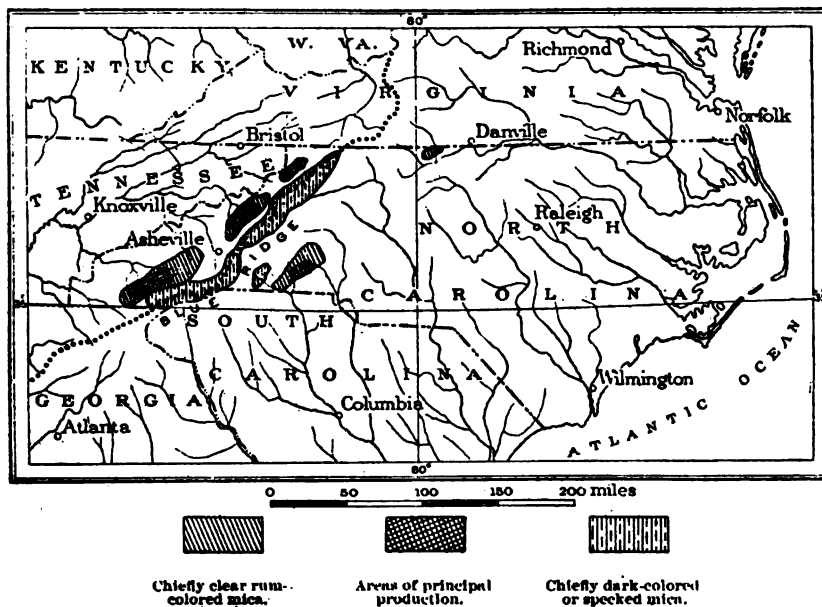 80°
W. VA.
KENTUCKY
Richmond
VIRGINIA
Norfolk
Bristol
Danville
TENNESSEE
Knoxville
Raleigh
NORTH
Asheville
BLUE RIDGE
CAROLINA
SOUTH
CAROLINA
Wilmington
GEORGIA
Columbia
Atlanta
ATLANTIC OCEAN
80°
0 50 100 150 200 miles
Chiefly clear rum-
colored mica.
Areas of principal
production.
Chiefly dark-colored
or specked mica.